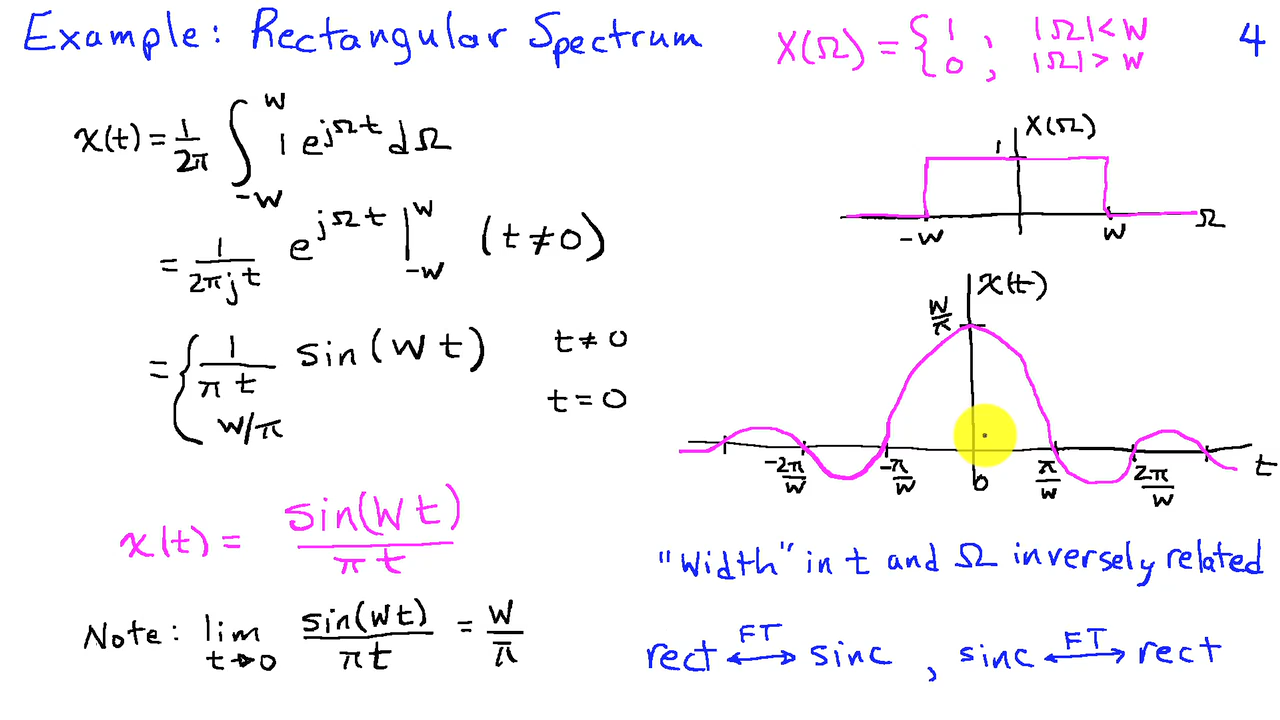 Example: Rectangular Spectrum
X(Ω) = { 1 , |Ω| < W
0 , |Ω| > W
4
x(t) = 1/2π ∫_{-W}^{W} 1 e^{jΩt} dΩ
= 1/(2πjt) e^{jΩt} |_{-W}^{W} (t ≠ 0)
= { 1/(πt) sin(Wt) t ≠ 0
W/π t = 0
x(t) = sin(Wt)/(πt)
Note: lim_{t→0} sin(Wt)/(πt) = W/π
X(Ω)
1
-W W Ω
x(t)
W/π
-2π/W -π/W 0 π/W 2π/W t
"Width" in t and Ω inversely related
rect <-FT-> sinc , sinc <-FT-> rect